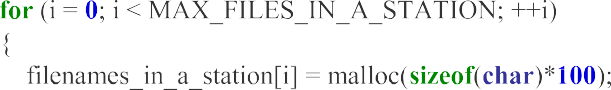 for (i = 0; i < MAX_FILES_IN_A_STATION; ++i)
{
filenames_in_a_station[i] = malloc(sizeof(char)*100);